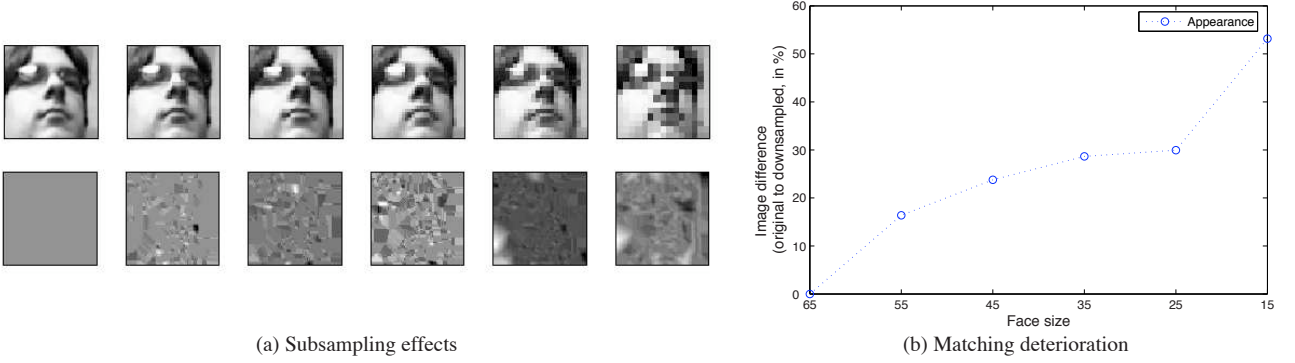 60
50
40
30
20
10
0
Image difference
(original to downsampled, in %)
Appearance
65 55 45 35 25 15
Face size
(a) Subsampling effects
(b) Matching deterioration